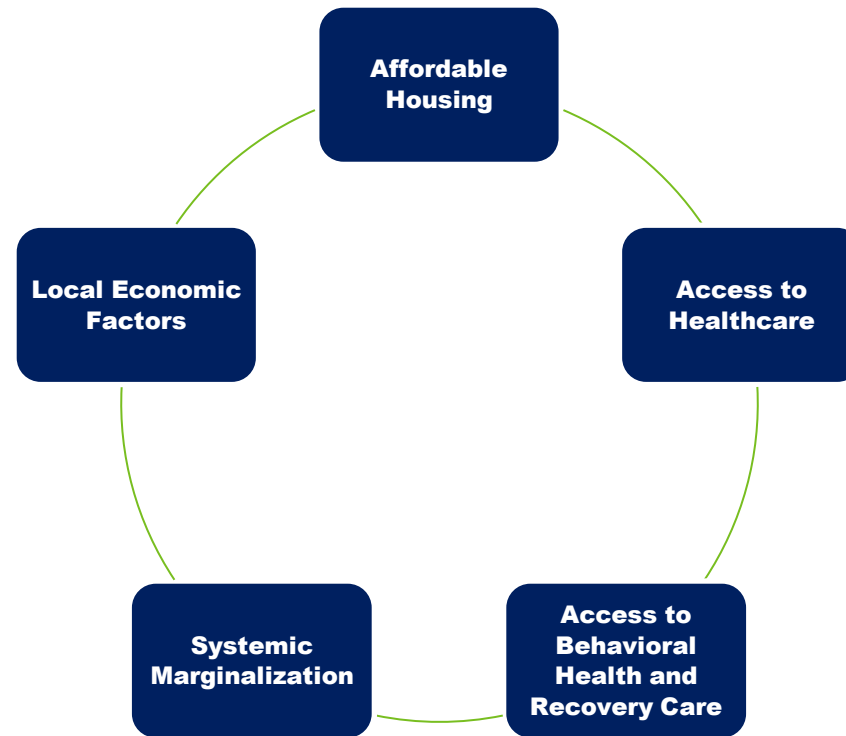 Affordable
Housing
Local Economic
Factors
Access to
Healthcare
Systemic
Marginalization
Access to
Behavioral
Health and
Recovery Care